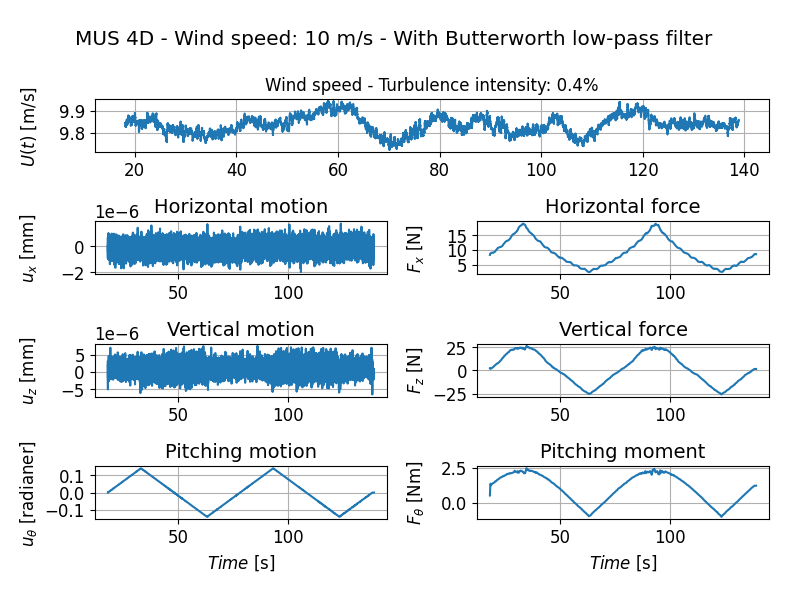 MUS 4D - Wind speed: 10 m/s - With Butterworth low-pass filter
Wind speed - Turbulence intensity: 0.4%
U(t) [m/s]
9.9
9.8
20 40 60 80 100 120 140
1e−6 Horizontal motion
u_x [mm]
0
−2
50 100
Horizontal force
F_x [N]
15
10
5
50 100
1e−6 Vertical motion
u_z [mm]
5
0
−5
50 100
Vertical force
F_z [N]
25
0
−25
50 100
Pitching motion
u_θ [radianer]
0.1
0.0
−0.1
50 100
Time [s]
Pitching moment
F_θ [Nm]
2.5
0.0
50 100
Time [s]